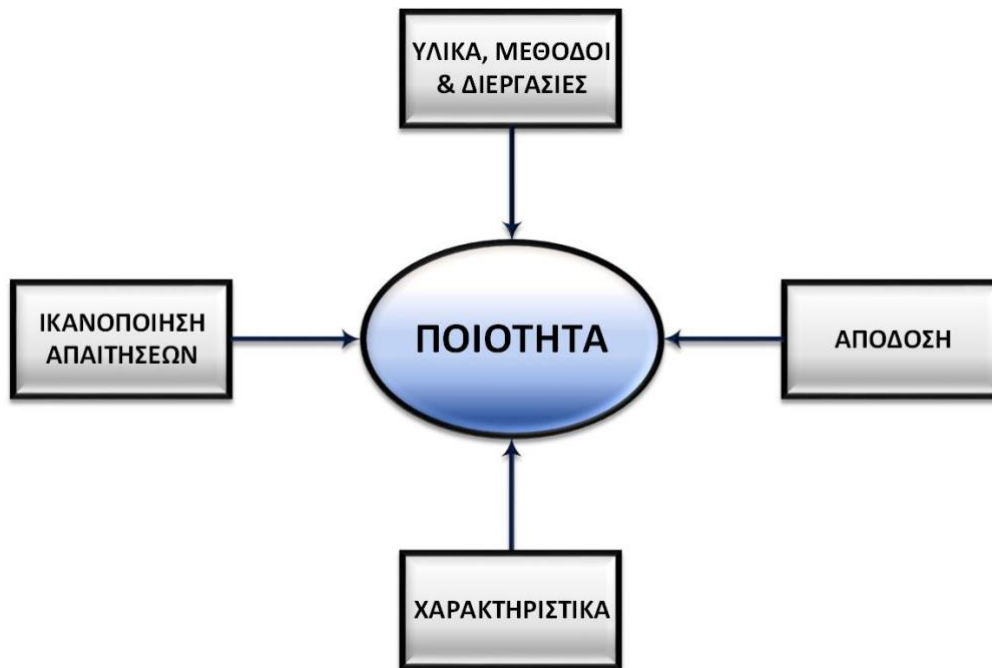 ΥΛΙΚΑ, ΜΕΘΟΔΟΙ
& ΔΙΕΡΓΑΣΙΕΣ
ΙΚΑΝΟΠΟΙΗΣΗ
ΑΠΑΙΤΗΣΕΩΝ
ΠΟΙΟΤΗΤΑ
ΑΠΟΔΟΣΗ
ΧΑΡΑΚΤΗΡΙΣΤΙΚΑ